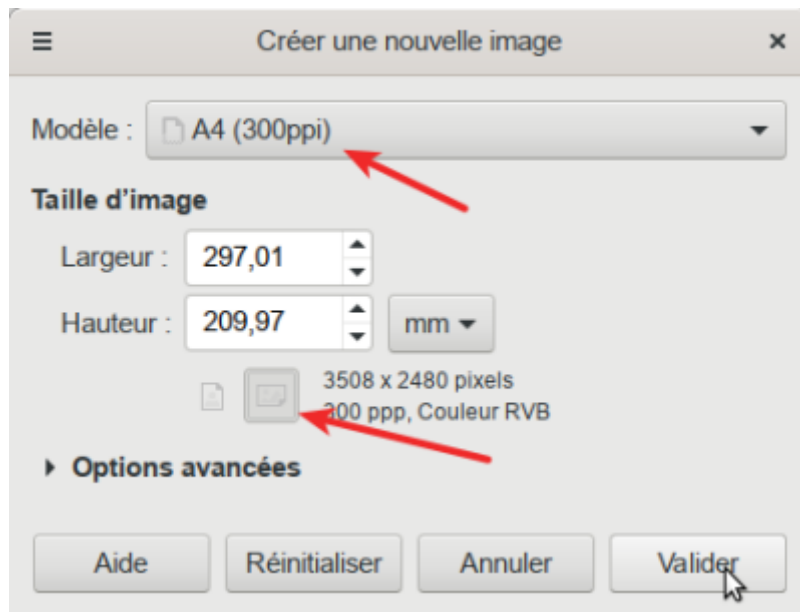 Créer une nouvelle image
Modèle : A4 (300ppi)
Taille d’image
Largeur : 297,01
Hauteur : 209,97 mm
3508 x 2480 pixels
300 ppp, Couleur RVB
Options avancées
Aide Réinitialiser Annuler Valider